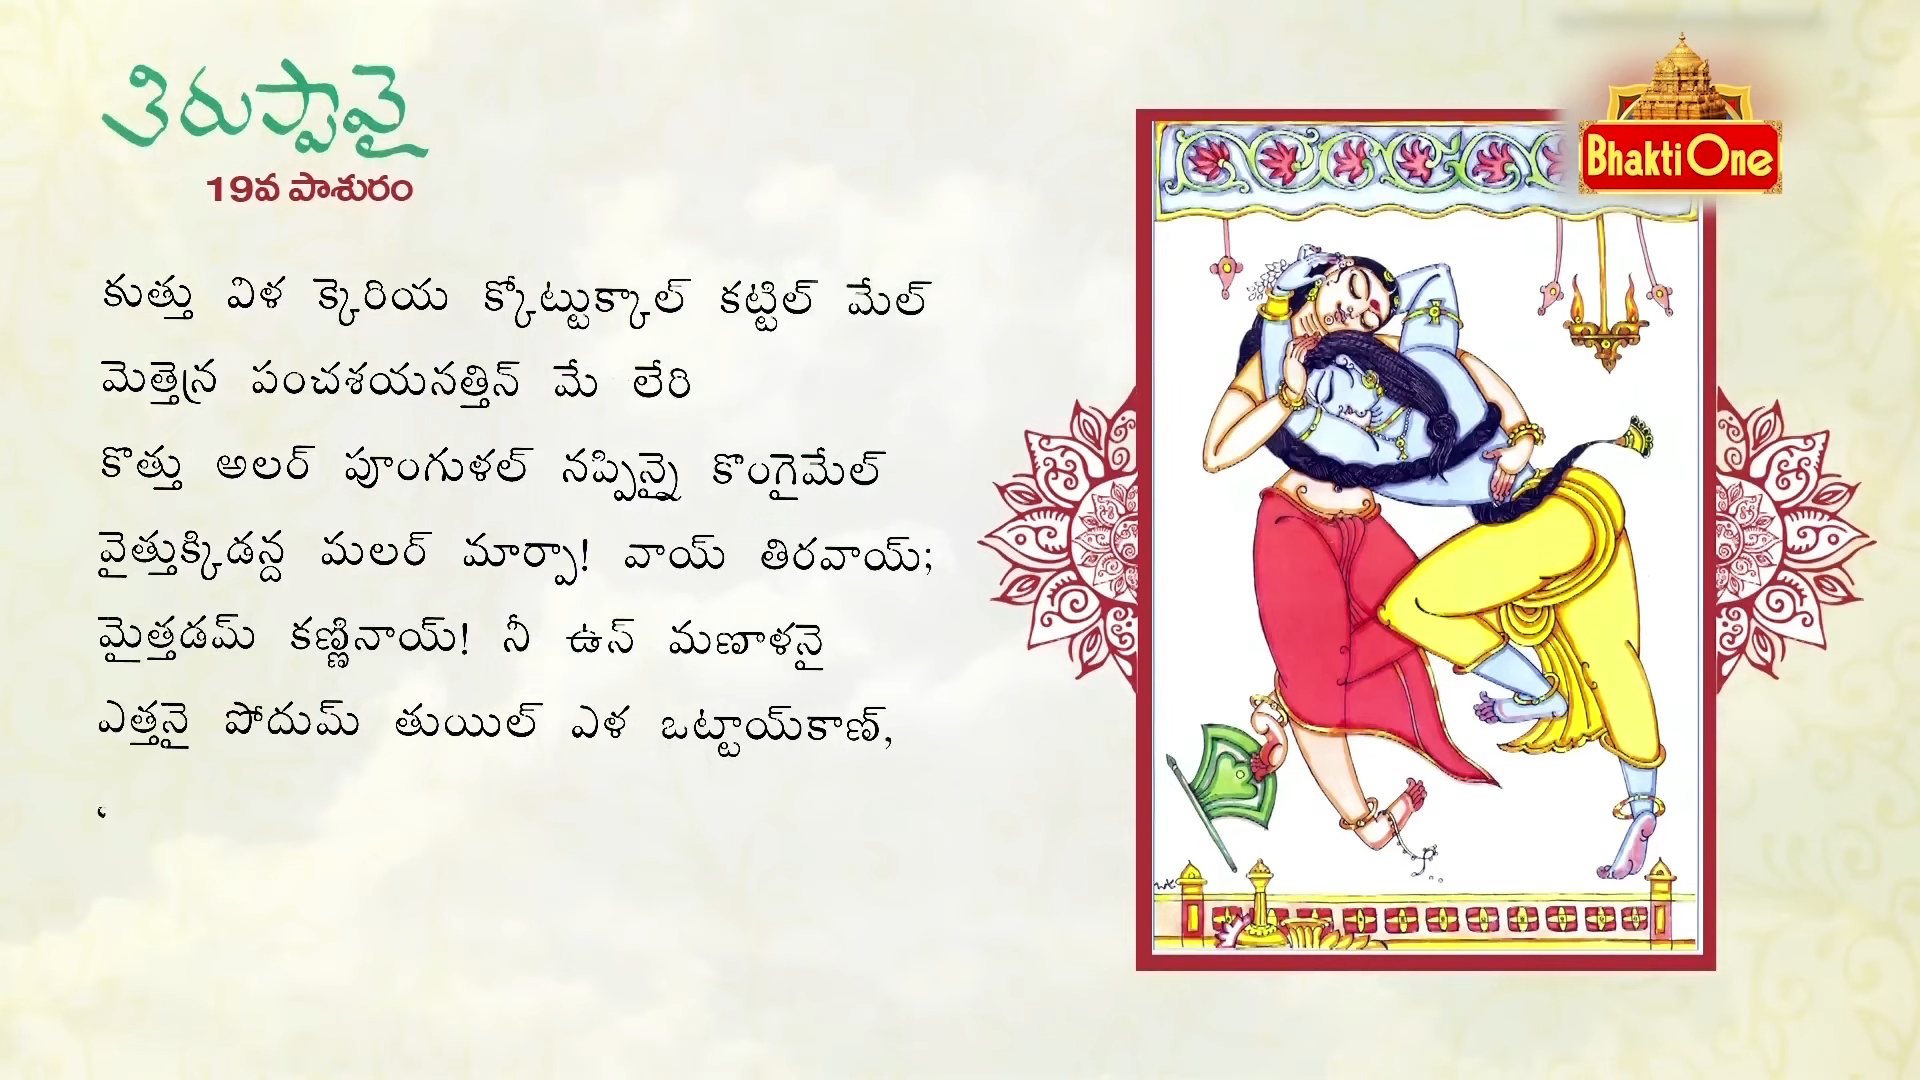 తిరుప్పావై
19వ పాశురం
కుత్తు విళ క్కెరియ క్కోట్టుక్కాల్ కట్టిల్ మేల్
మెత్తెన్ర పంచశయనత్తిన్ మే లేరి
కొత్తు అలర్ పూంగుళల్ నప్పిన్నై కొంగైమేల్
వైత్తుక్కిడన్ద మలర్ మార్పా! వాయ్ తిరవాయ్;
మైత్తడమ్ కణ్ణినాయ్! నీ ఉన్ మణాళనై
ఎత్తనై పోదుమ్ తుయిల్ ఎళ ఒట్టాయ్‌కాణ్,
Bhakti One